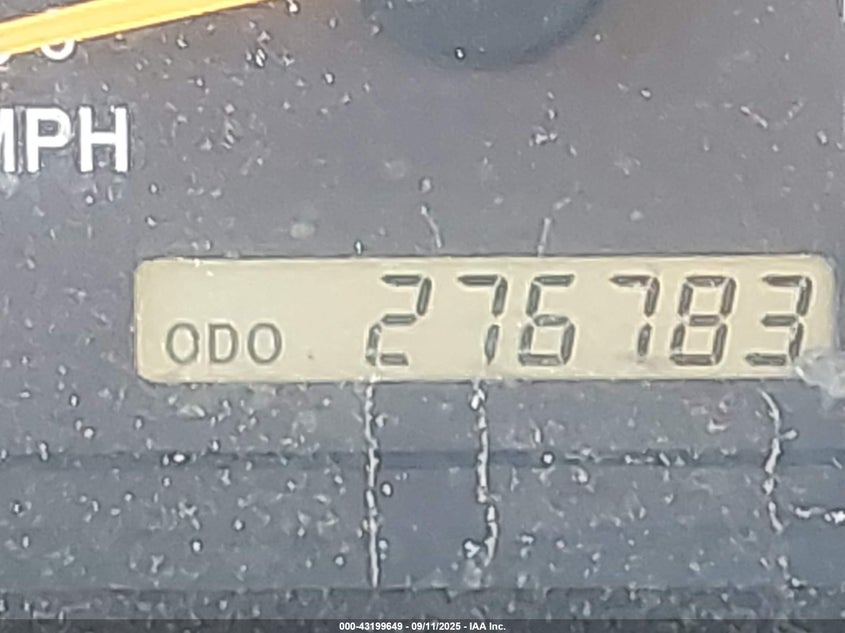 MPH
ODO 276783
000-43199649 - 09/11/2025 - IAA Inc.